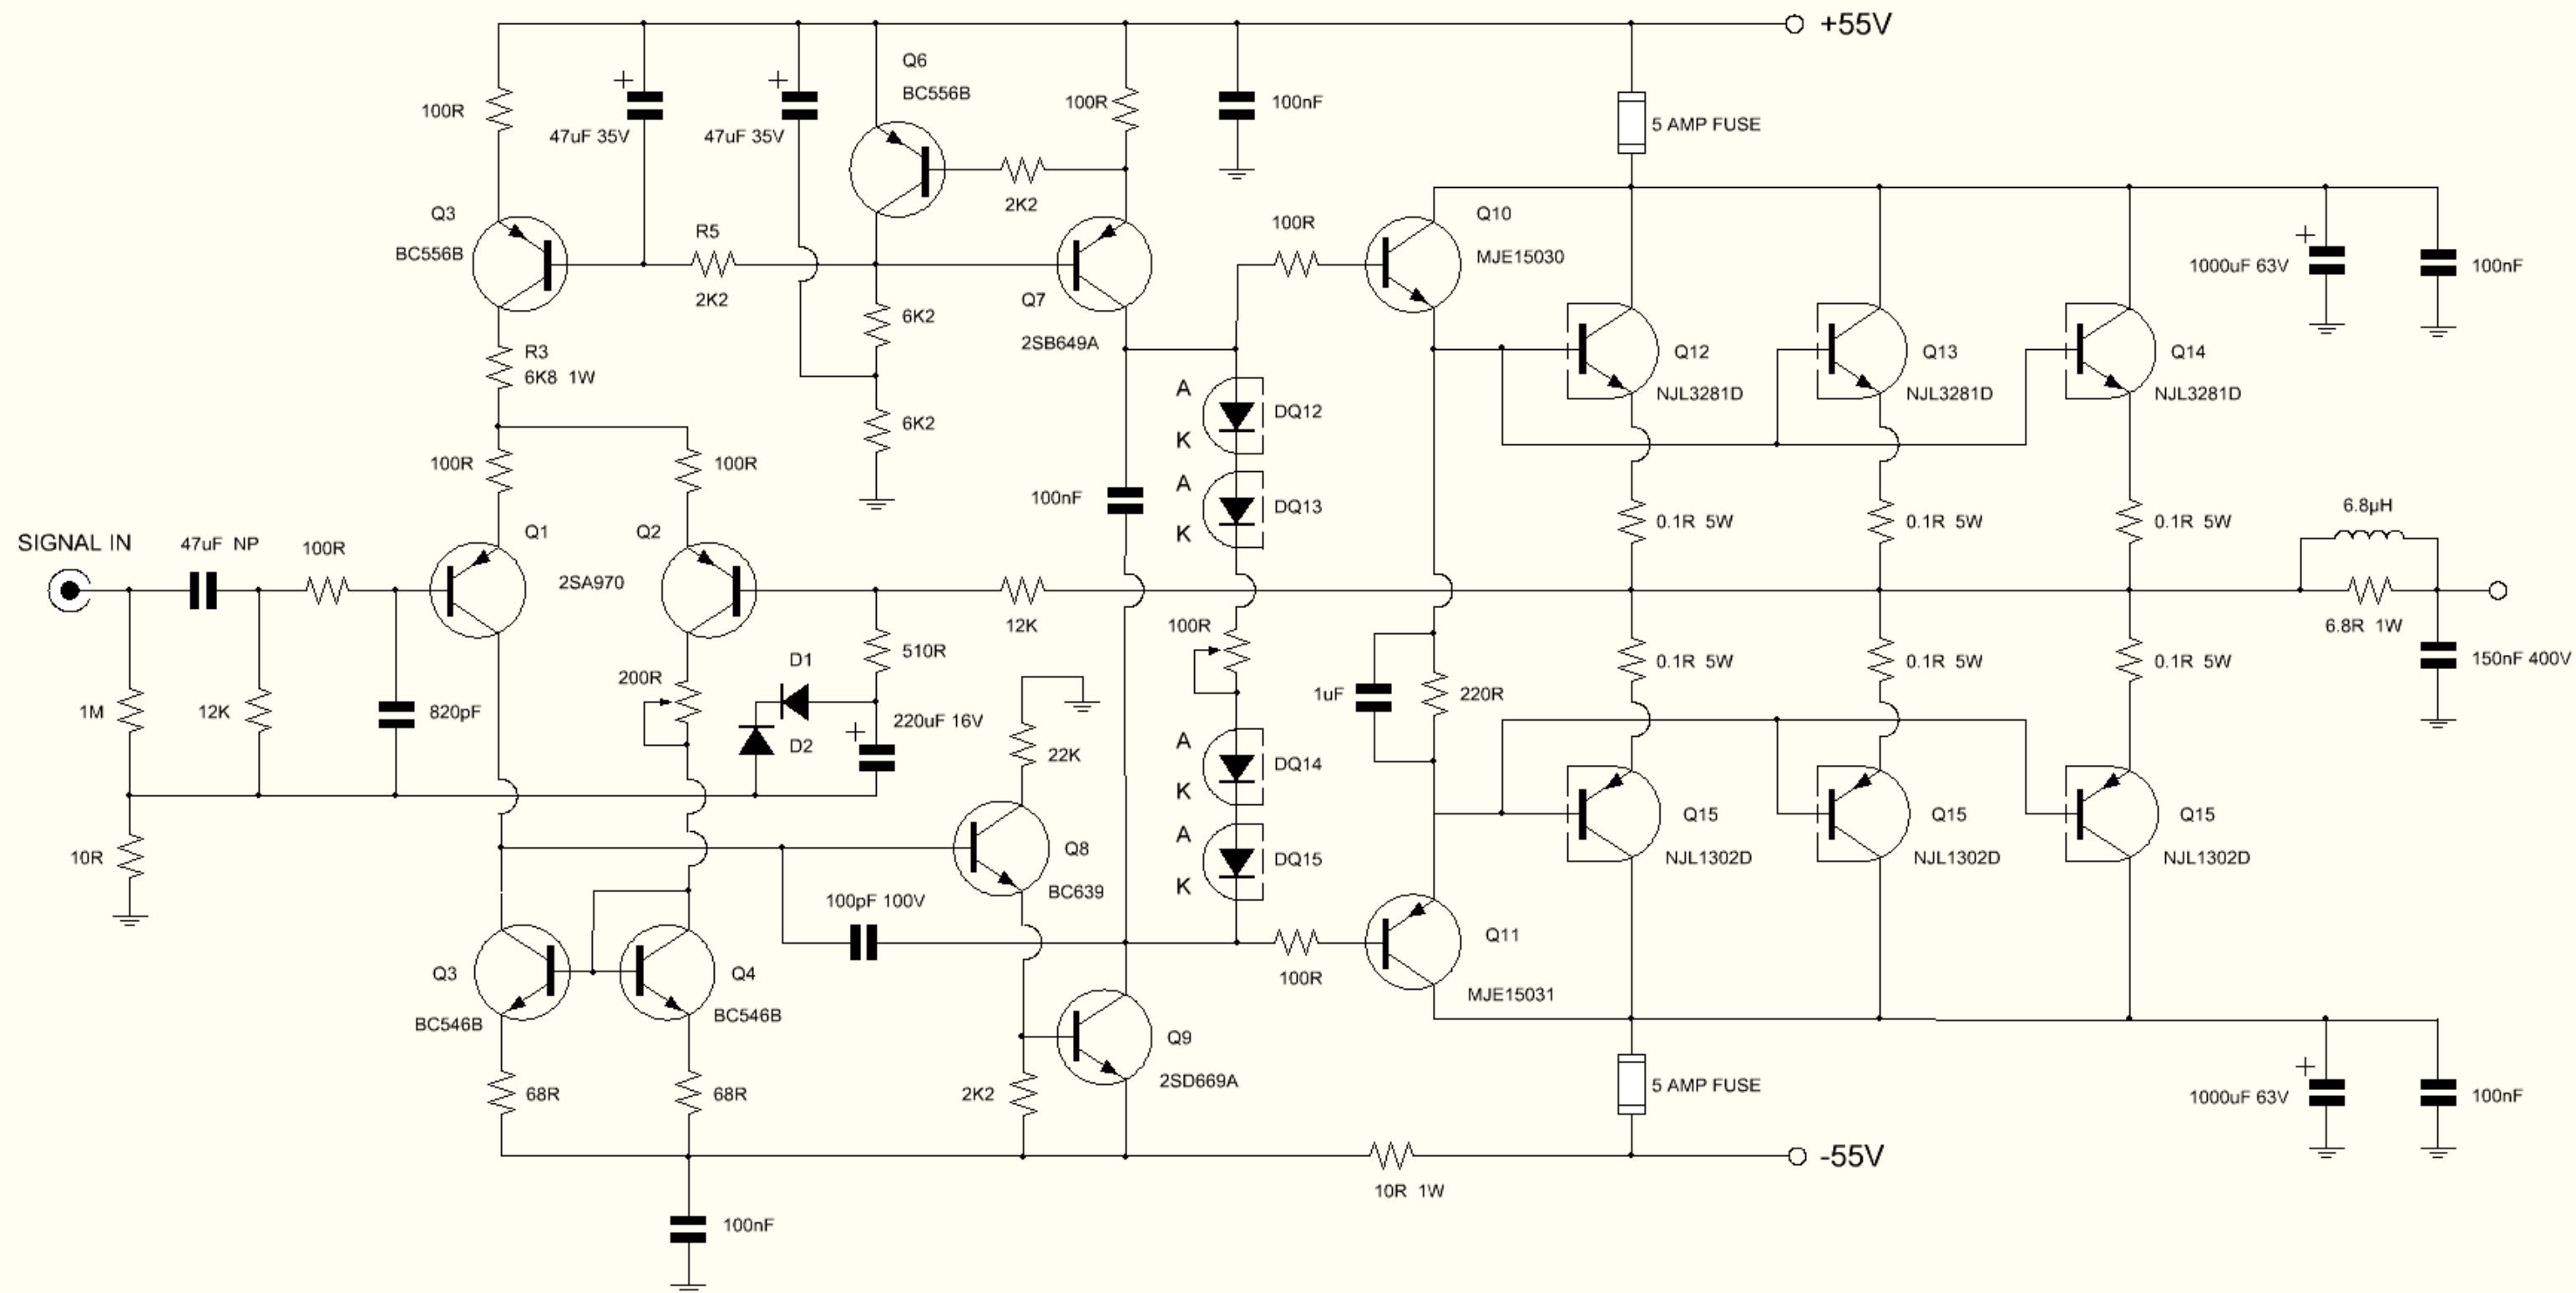 +55V
Q6
BC556B
100R
47uF 35V
47uF 35V
100R
100nF
5 AMP FUSE
2K2
Q3
BC556B
R5
2K2
Q7
2SB649A
100R
Q10
MJE15030
1000uF 63V
100nF
6K2
R3
6K8 1W
6K2
Q12
NJL3281D
Q13
NJL3281D
Q14
NJL3281D
A
K
DQ12
A
K
DQ13
100R
100R
100nF
SIGNAL IN
47uF NP
100R
Q1
2SA970
Q2
12K
0.1R 5W
0.1R 5W
0.1R 5W
6.8µH
6.8R 1W
150nF 400V
1M
12K
820pF
200R
D1
D2
510R
220uF 16V
100R
1uF
220R
0.1R 5W
0.1R 5W
0.1R 5W
22K
A
K
DQ14
A
K
DQ15
Q15
NJL1302D
Q15
NJL1302D
Q15
NJL1302D
10R
Q8
BC639
100pF 100V
100R
Q11
MJE15031
Q3
BC546B
Q4
BC546B
Q9
2SD669A
68R
68R
2K2
5 AMP FUSE
1000uF 63V
100nF
10R 1W
-55V
100nF